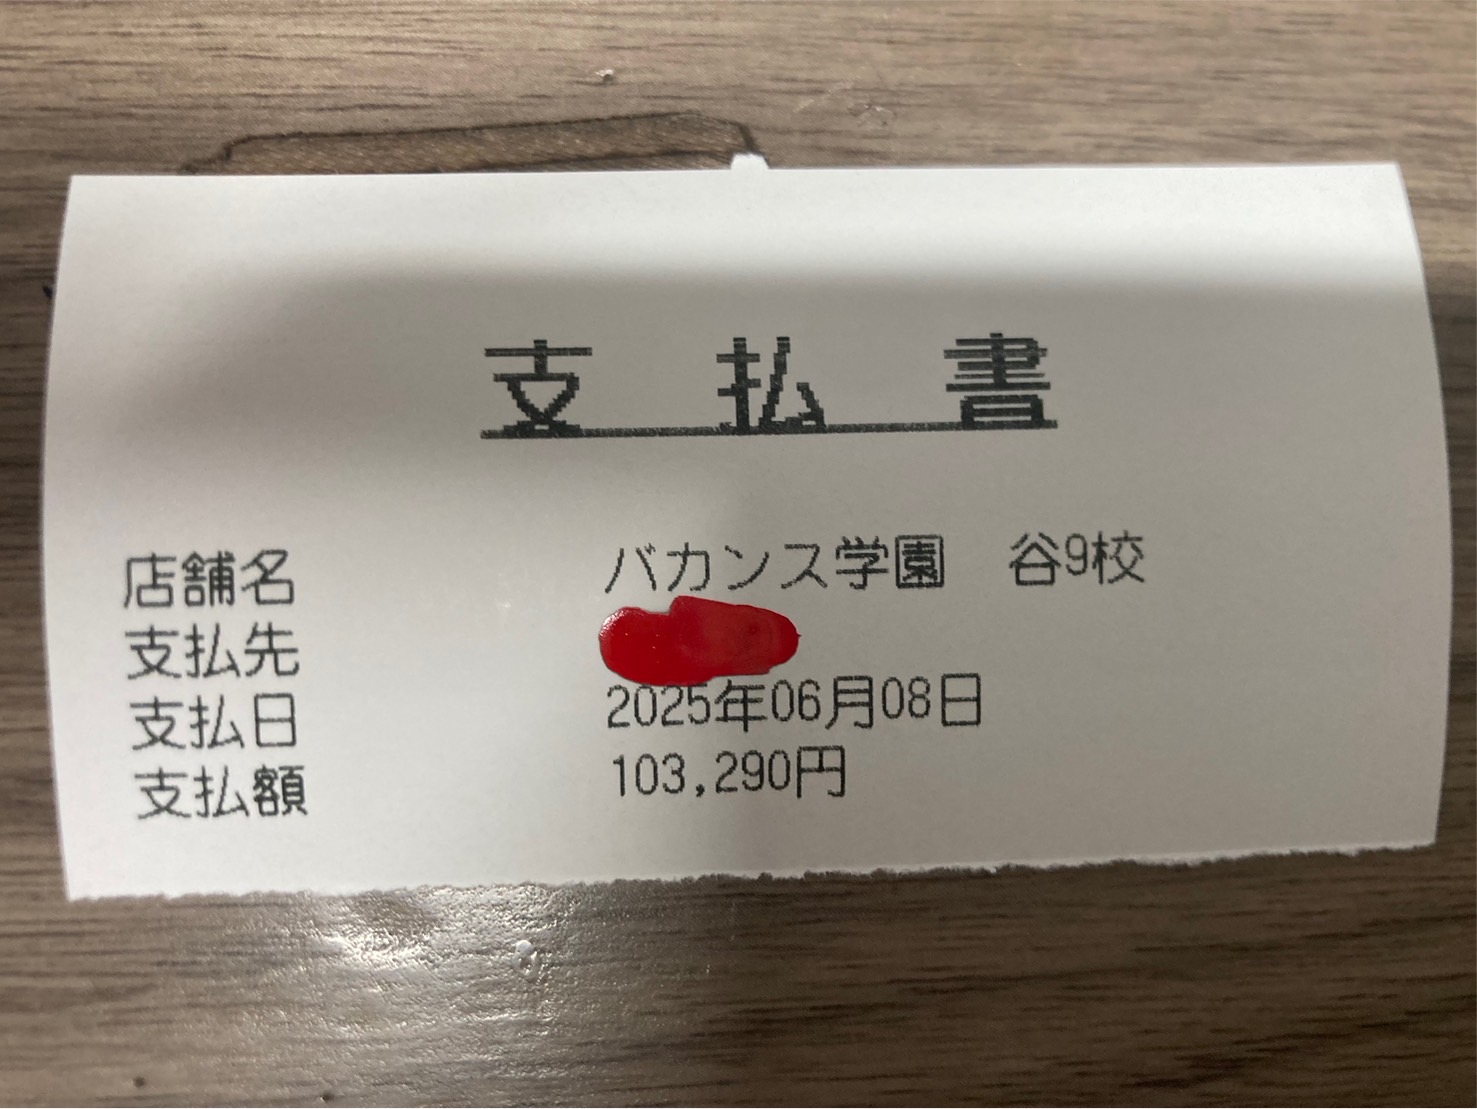 支払書
店舗名 バカンス学園 谷9校
支払先
支払日 2025年06月08日
支払額 103,290円